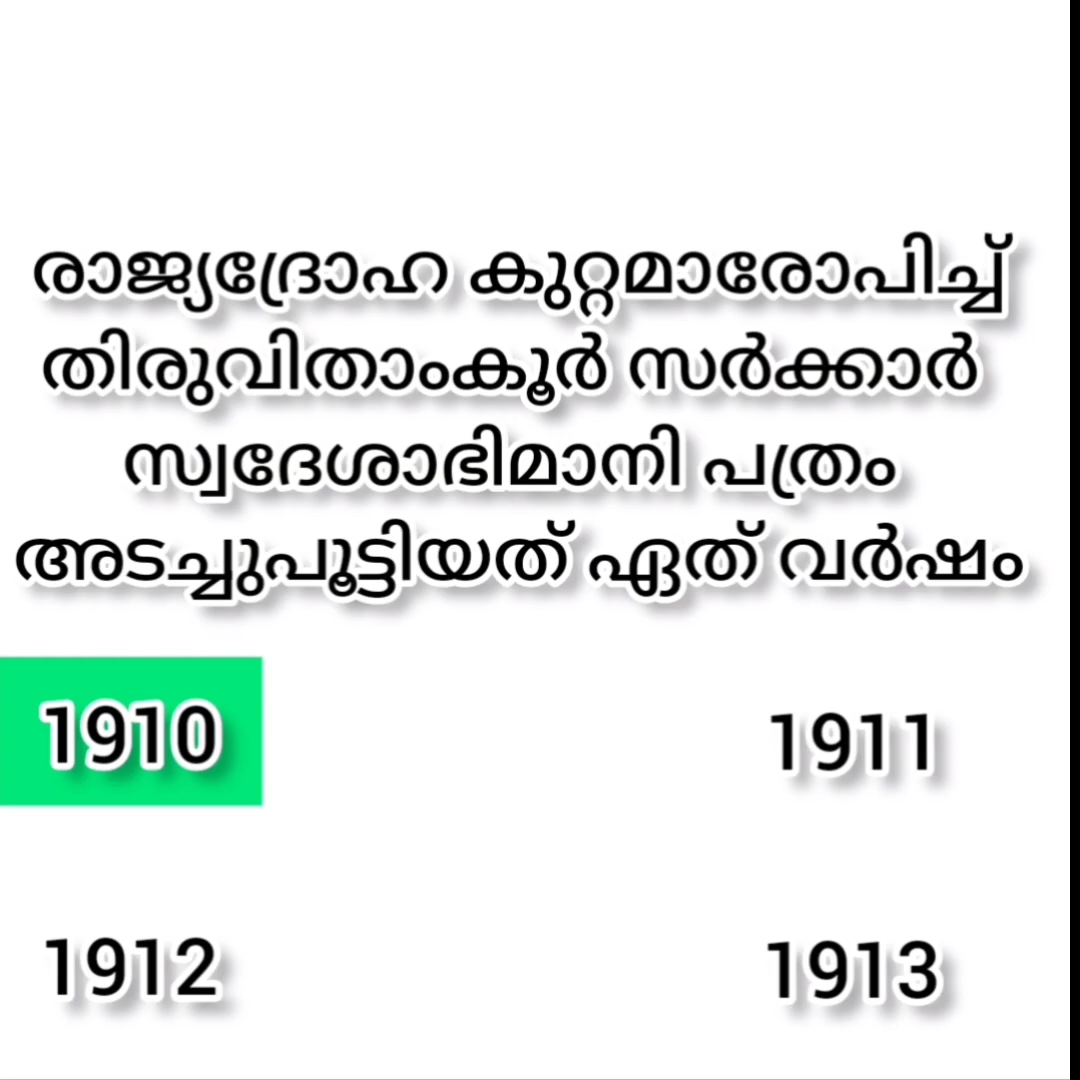 രാജ്യദ്രോഹ കുറ്റമാരോപിച്ച്
തിരുവിതാംകൂർ സർക്കാർ
സ്വദേശാഭിമാനി പത്രം
അടച്ചുപൂട്ടിയത് ഏത് വർഷം
1910
1911
1912
1913